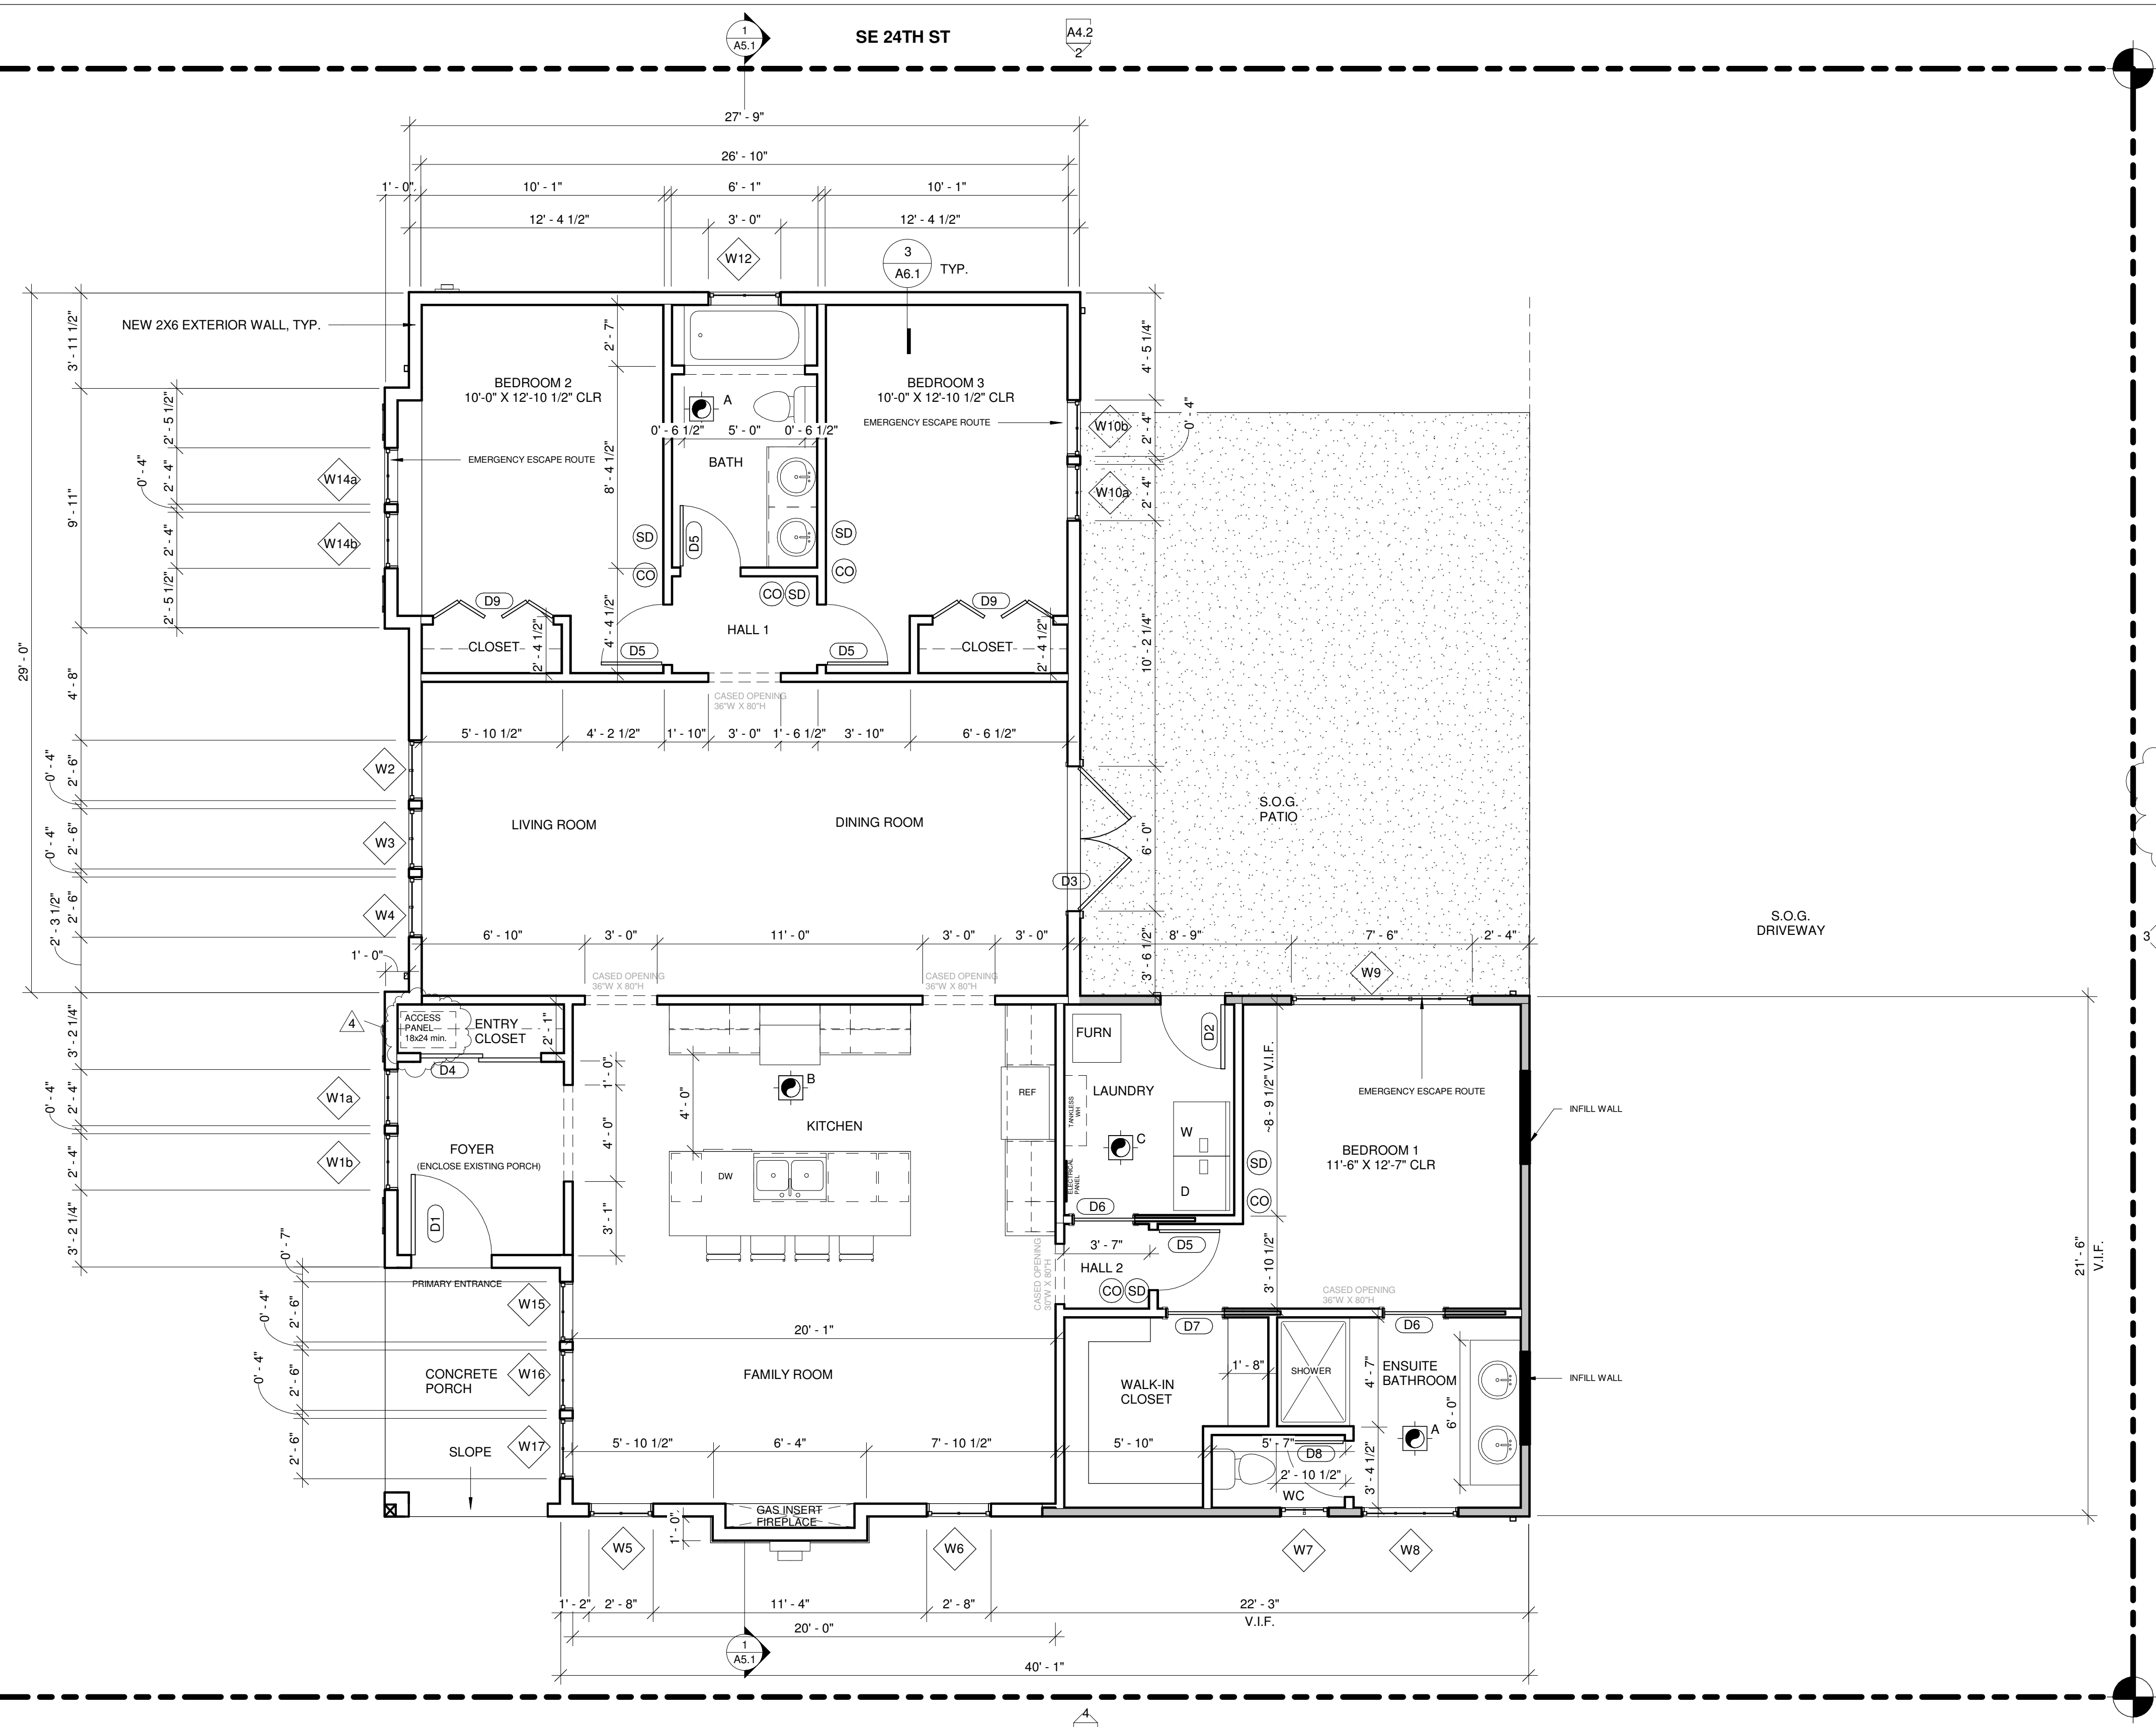 1
A5.1
SE 24TH ST
A4.2
2
27' - 9"
26' - 10"
1' - 0"
10' - 1"
6' - 1"
10' - 1"
12' - 4 1/2"
3' - 0"
12' - 4 1/2"
W12
3
A6.1
TYP.
NEW 2X6 EXTERIOR WALL, TYP.
3' - 11 1/2"
2' - 7"
4' - 5 1/4"
BEDROOM 2
10'-0" X 12'-10 1/2" CLR
A
BEDROOM 3
10'-0" X 12'-10 1/2" CLR
EMERGENCY ESCAPE ROUTE
W10b
2' - 4"
0' - 4"
2' - 5 1/2"
0' - 6 1/2"
5' - 0"
0' - 6 1/2"
EMERGENCY ESCAPE ROUTE
BATH
8' - 4 1/2"
W14a
0' - 4"
2' - 4"
W10a
2' - 4"
9' - 11"
W14b
2' - 4"
SD
D5
SD
CO
CO
CO
SD
2' - 5 1/2"
D9
D9
CLOSET
2' - 4 1/2"
4' - 4 1/2"
HALL 1
D5
D5
CLOSET
2' - 4 1/2"
10' - 2 1/4"
29' - 0"
4' - 8"
CASED OPENING
36"W X 80"H
5' - 10 1/2"
4' - 2 1/2"
1' - 10"
3' - 0"
1' - 6 1/2"
3' - 10"
6' - 6 1/2"
0' - 4"
2' - 6"
W2
LIVING ROOM
DINING ROOM
S.O.G.
PATIO
0' - 4"
2' - 6"
W3
6' - 0"
D3
2' - 3 1/2"
2' - 6"
W4
S.O.G.
DRIVEWAY
3
6' - 10"
3' - 0"
11' - 0"
3' - 0"
3' - 0"
3' - 6 1/2"
8' - 9"
7' - 6"
2' - 4"
1' - 0"
CASED OPENING
36"W X 80"H
CASED OPENING
36"W X 80"H
W9
4
ACCESS
PANEL
18x24 min.
ENTRY
CLOSET
2' - 1"
3' - 2 1/4"
D4
1' - 0"
FURN
D2
~8 - 9 1/2" V.I.F.
W1a
0' - 4"
2' - 4"
B
4' - 0"
REF
LAUNDRY
TANKLESS
WH
EMERGENCY ESCAPE ROUTE
INFILL WALL
KITCHEN
4' - 0"
C
W
FOYER
(ENCLOSE EXISTING PORCH)
BEDROOM 1
11'-6" X 12'-7" CLR
W1b
2' - 4"
DW
ELECTRICAL
PANEL
D
SD
CO
3' - 2 1/4"
D1
3' - 1"
D6
0' - 7"
3' - 7"
D5
3' - 10 1/2"
21' - 6"
V.I.F.
PRIMARY ENTRANCE
CASED OPENING
30"W X 80"H
HALL 2
CO
SD
CASED OPENING
36"W X 80"H
W15
0' - 4"
2' - 6"
20' - 1"
D7
D6
CONCRETE
PORCH
W16
0' - 4"
2' - 6"
FAMILY ROOM
WALK-IN
CLOSET
1' - 8"
SHOWER
4' - 7"
ENSUITE
BATHROOM
INFILL WALL
6' - 0"
SLOPE
W17
2' - 6"
5' - 10 1/2"
6' - 4"
7' - 10 1/2"
5' - 10"
5' - 7"
D8
A
2' - 10 1/2"
3' - 4 1/2"
WC
GAS INSERT
FIREPLACE
1' - 0"
W5
W6
W7
W8
1' - 2"
2' - 8"
11' - 4"
2' - 8"
22' - 3"
V.I.F.
20' - 0"
1
A5.1
40' - 1"
4